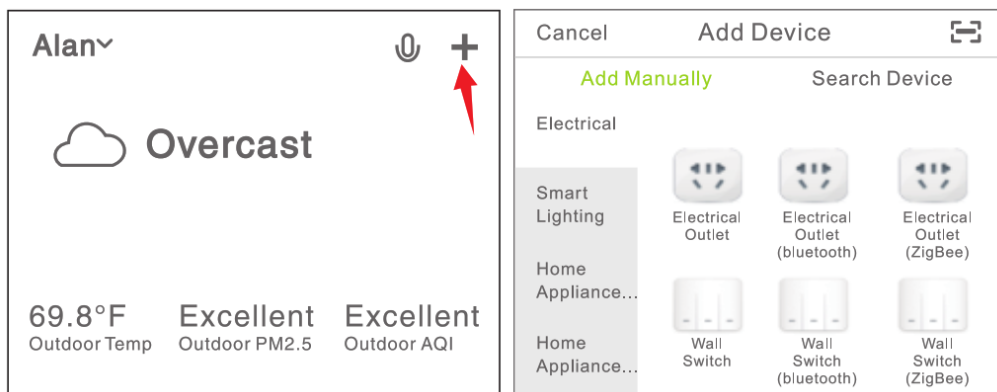 Alan
Overcast
69.8°F Excellent Excellent
Outdoor Temp Outdoor PM2.5 Outdoor AQI
Cancel Add Device
Add Manually Search Device
Electrical
Smart
Lighting
Home
Appliance...
Home
Appliance...
Electrical
Outlet
Electrical
Outlet
(bluetooth)
Electrical
Outlet
(ZigBee)
Wall
Switch
Wall
Switch
(bluetooth)
Wall
Switch
(ZigBee)